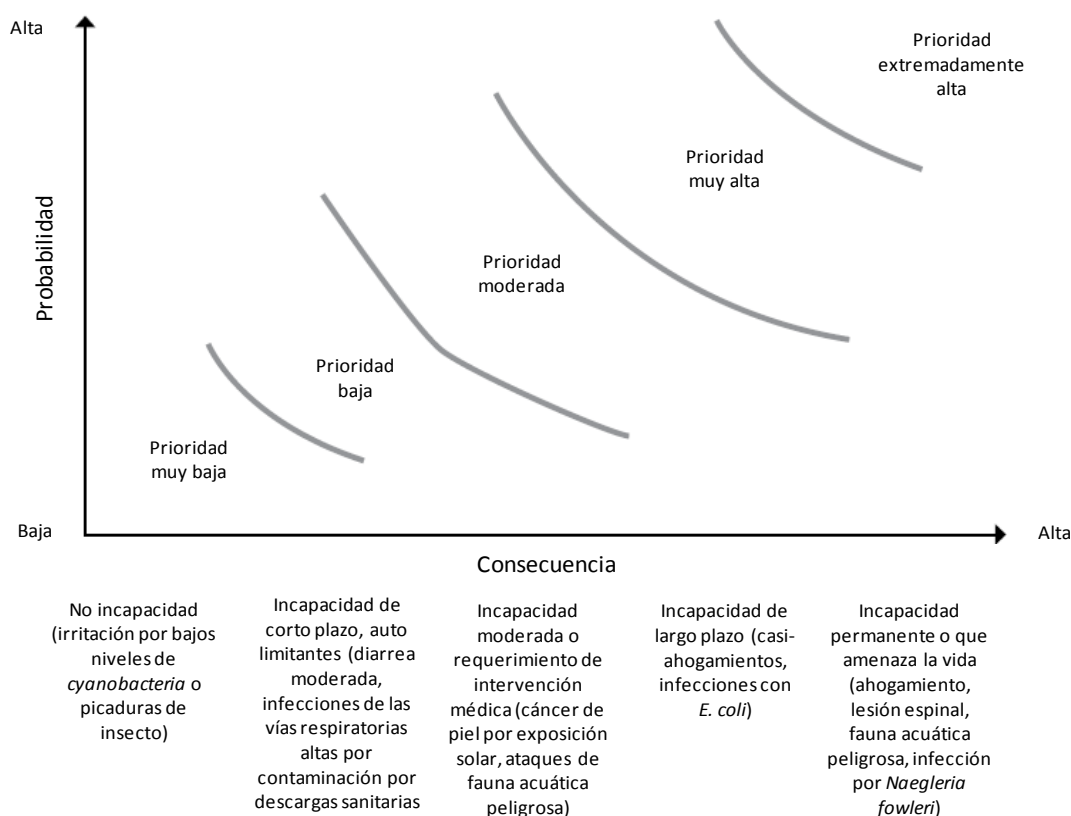 Alta
Prioridad
extremadamente
alta
Prioridad
muy alta
Probabilidad
Prioridad
moderada
Prioridad
baja
Prioridad
muy baja
Baja
Alta
Consecuencia
No incapacidad
(irritación por bajos
niveles de
cyanobacteria o
picaduras de
insecto)
Incapacidad de
corto plazo, auto
limitantes (diarrea
moderada,
infecciones de las
vías respiratorias
altas por
contaminación por
descargas sanitarias
Incapacidad
moderada o
requerimiento de
intervención
médica (cáncer de
piel por exposición
solar, ataques de
fauna acuática
peligrosa)
Incapacidad de
largo plazo (casi-
ahogamientos,
infecciones con
E. coli)
Incapacidad
permanente o que
amenaza la vida
(ahogamiento,
lesión espinal,
fauna acuática
peligrosa, infección
por Naegleria
fowleri)